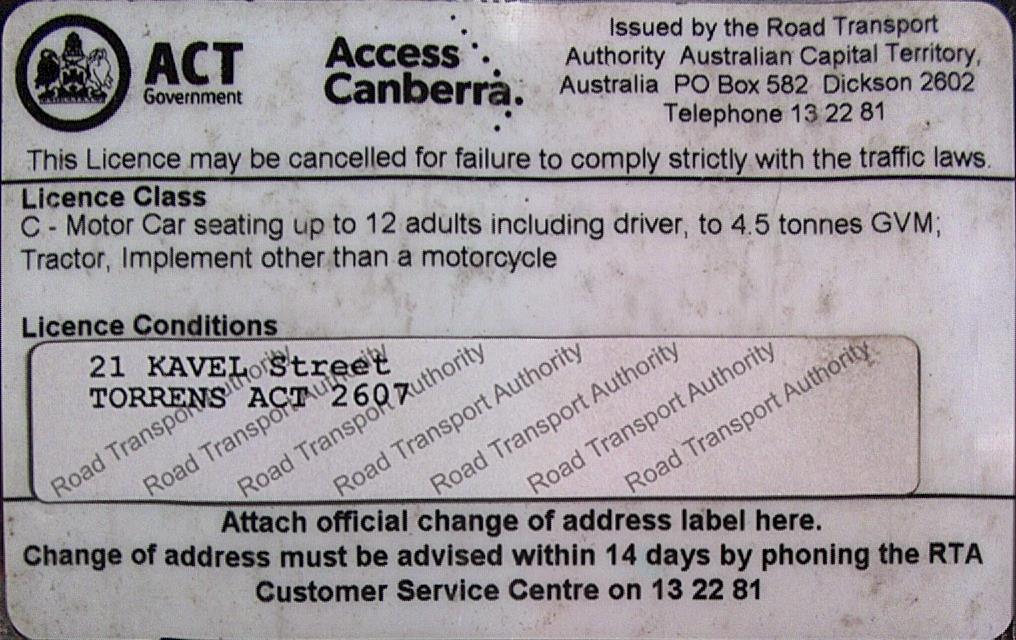 ACT
Government
Access
Canberra.
Issued by the Road Transport
Authority Australian Capital Territory,
Australia PO Box 582 Dickson 2602
Telephone 13 22 81
This Licence may be cancelled for failure to comply strictly with the traffic laws.
Licence Class
C - Motor Car seating up to 12 adults including driver, to 4.5 tonnes GVM;
Tractor, Implement other than a motorcycle
Licence Conditions
21 KAVEL Street
TORRENS ACT 2607
Road Transport Authority
Road Transport Authority
Road Transport Authority
Road Transport Authority
Road Transport Authority
Road Transport Authority
Road Transport Authority
Attach official change of address label here.
Change of address must be advised within 14 days by phoning the RTA
Customer Service Centre on 13 22 81